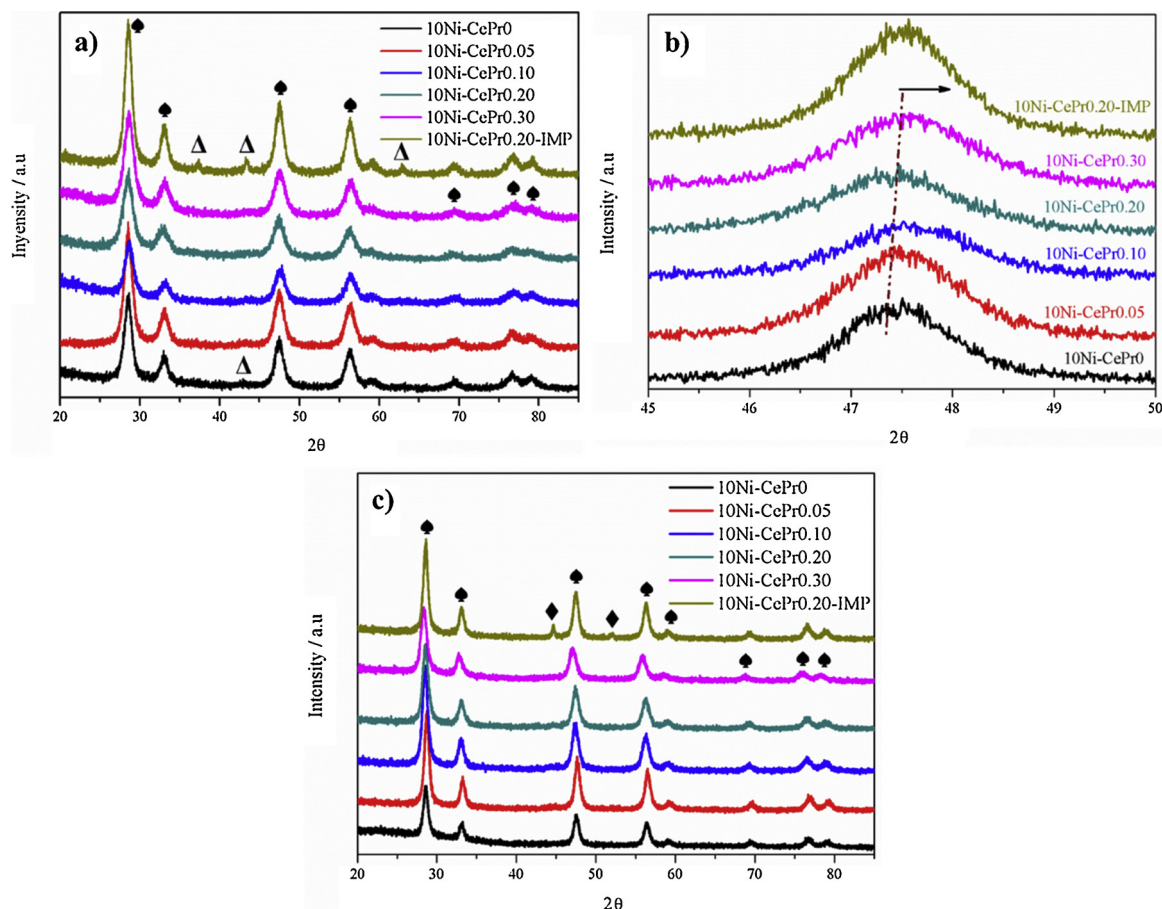 a)
10Ni-CePr0
10Ni-CePr0.05
10Ni-CePr0.10
10Ni-CePr0.20
10Ni-CePr0.30
10Ni-CePr0.20-IMP
Inyensity / a.u
20 30 40 50 60 70 80
2θ
b)
10Ni-CePr0.20-IMP
10Ni-CePr0.30
10Ni-CePr0.20
10Ni-CePr0.10
10Ni-CePr0.05
10Ni-CePr0
Intensity / a.u
45 46 47 48 49 50
2θ
c)
10Ni-CePr0
10Ni-CePr0.05
10Ni-CePr0.10
10Ni-CePr0.20
10Ni-CePr0.30
10Ni-CePr0.20-IMP
Intensity / a.u
20 30 40 50 60 70 80
2θ